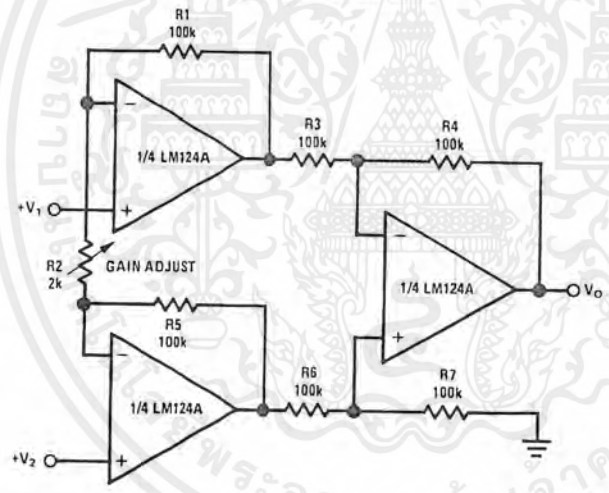 R1
100k
R3
100k
R4
100k
1/4 LM124A
+V1
R2
2k
GAIN ADJUST
1/4 LM124A
VO
R5
100k
R6
100k
R7
100k
1/4 LM124A
+V2